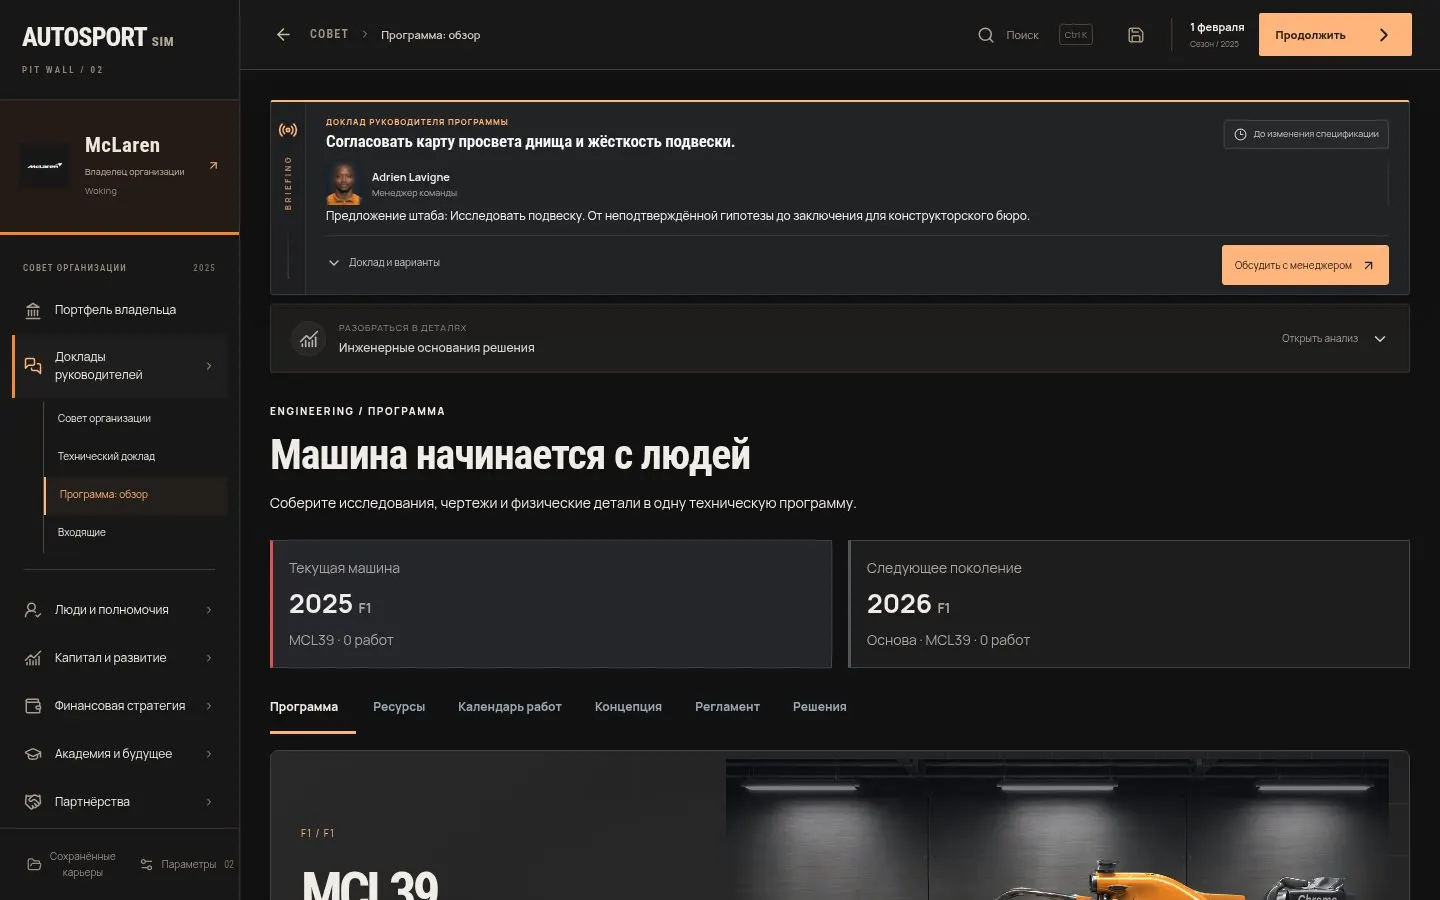 AUTOSPORT SIM
PIT WALL / 02
McLaren
McLaren
Владелец организации
Woking
СОВЕТ ОРГАНИЗАЦИИ 2025
Портфель владельца
Доклады
руководителей
Совет организации
Технический доклад
Программа: обзор
Входящие
Люди и полномочия
Капитал и развитие
Финансовая стратегия
Академия и будущее
Партнёрства
Сохранённые
карьеры
Параметры 02
СОВЕТ
Программа: обзор
Поиск
Ctrl K
1 февраля
Сезон / 2025
Продолжить
BRIEFING
ДОКЛАД РУКОВОДИТЕЛЯ ПРОГРАММЫ
Согласовать карту просвета днища и жёсткость подвески.
До изменения спецификации
Adrien Lavigne
Менеджер команды
Предложение штаба: Исследовать подвеску. От неподтверждённой гипотезы до заключения для конструкторского бюро.
Доклад и варианты
Обсудить с менеджером
РАЗОБРАТЬСЯ В ДЕТАЛЯХ
Инженерные основания решения
Открыть анализ
ENGINEERING / ПРОГРАММА
Машина начинается с людей
Соберите исследования, чертежи и физические детали в одну техническую программу.
Текущая машина
2025 F1
MCL39 · 0 работ
Следующее поколение
2026 F1
Основа · MCL39 · 0 работ
Программа
Ресурсы
Календарь работ
Концепция
Регламент
Решения
F1 / F1
MCL39
Chrome